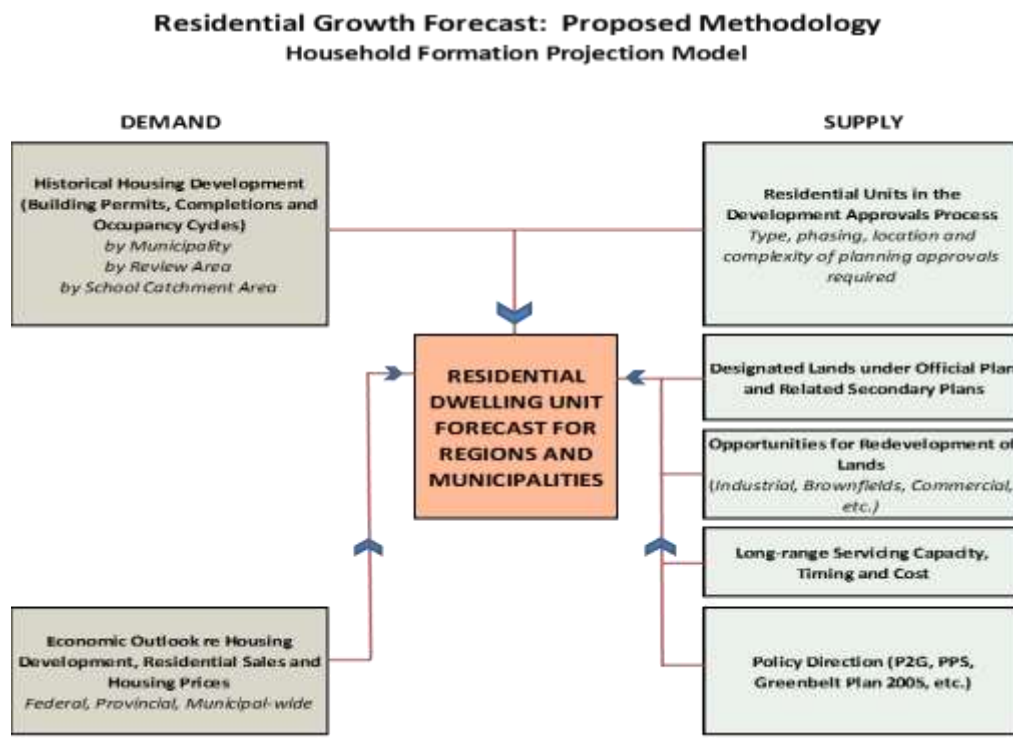 Residential Growth Forecast:  Proposed Methodology
Household Formation Projection Model
DEMAND
Historical Housing Development
(Building Permits, Completions and
Occupancy Cycles)
by Municipality
by Review Area
by School Catchment Area
Economic Outlook re Housing
Development, Residential Sales and
Housing Prices
Federal, Provincial, Municipal-wide
RESIDENTIAL
DWELLING UNIT
FORECAST FOR
REGIONS AND
MUNICIPALITIES
SUPPLY
Residential Units in the
Development Approvals Process
Type, phasing, location and
complexity of planning approvals
required
Designated Lands under Official Plan
and Related Secondary Plans
Opportunities for Redevelopment of
Lands
(Industrial, Brownfields, Commercial,
etc.)
Long-range Servicing Capacity,
Timing and Cost
Policy Direction (P2G, PPS,
Greenbelt Plan 2005, etc.)